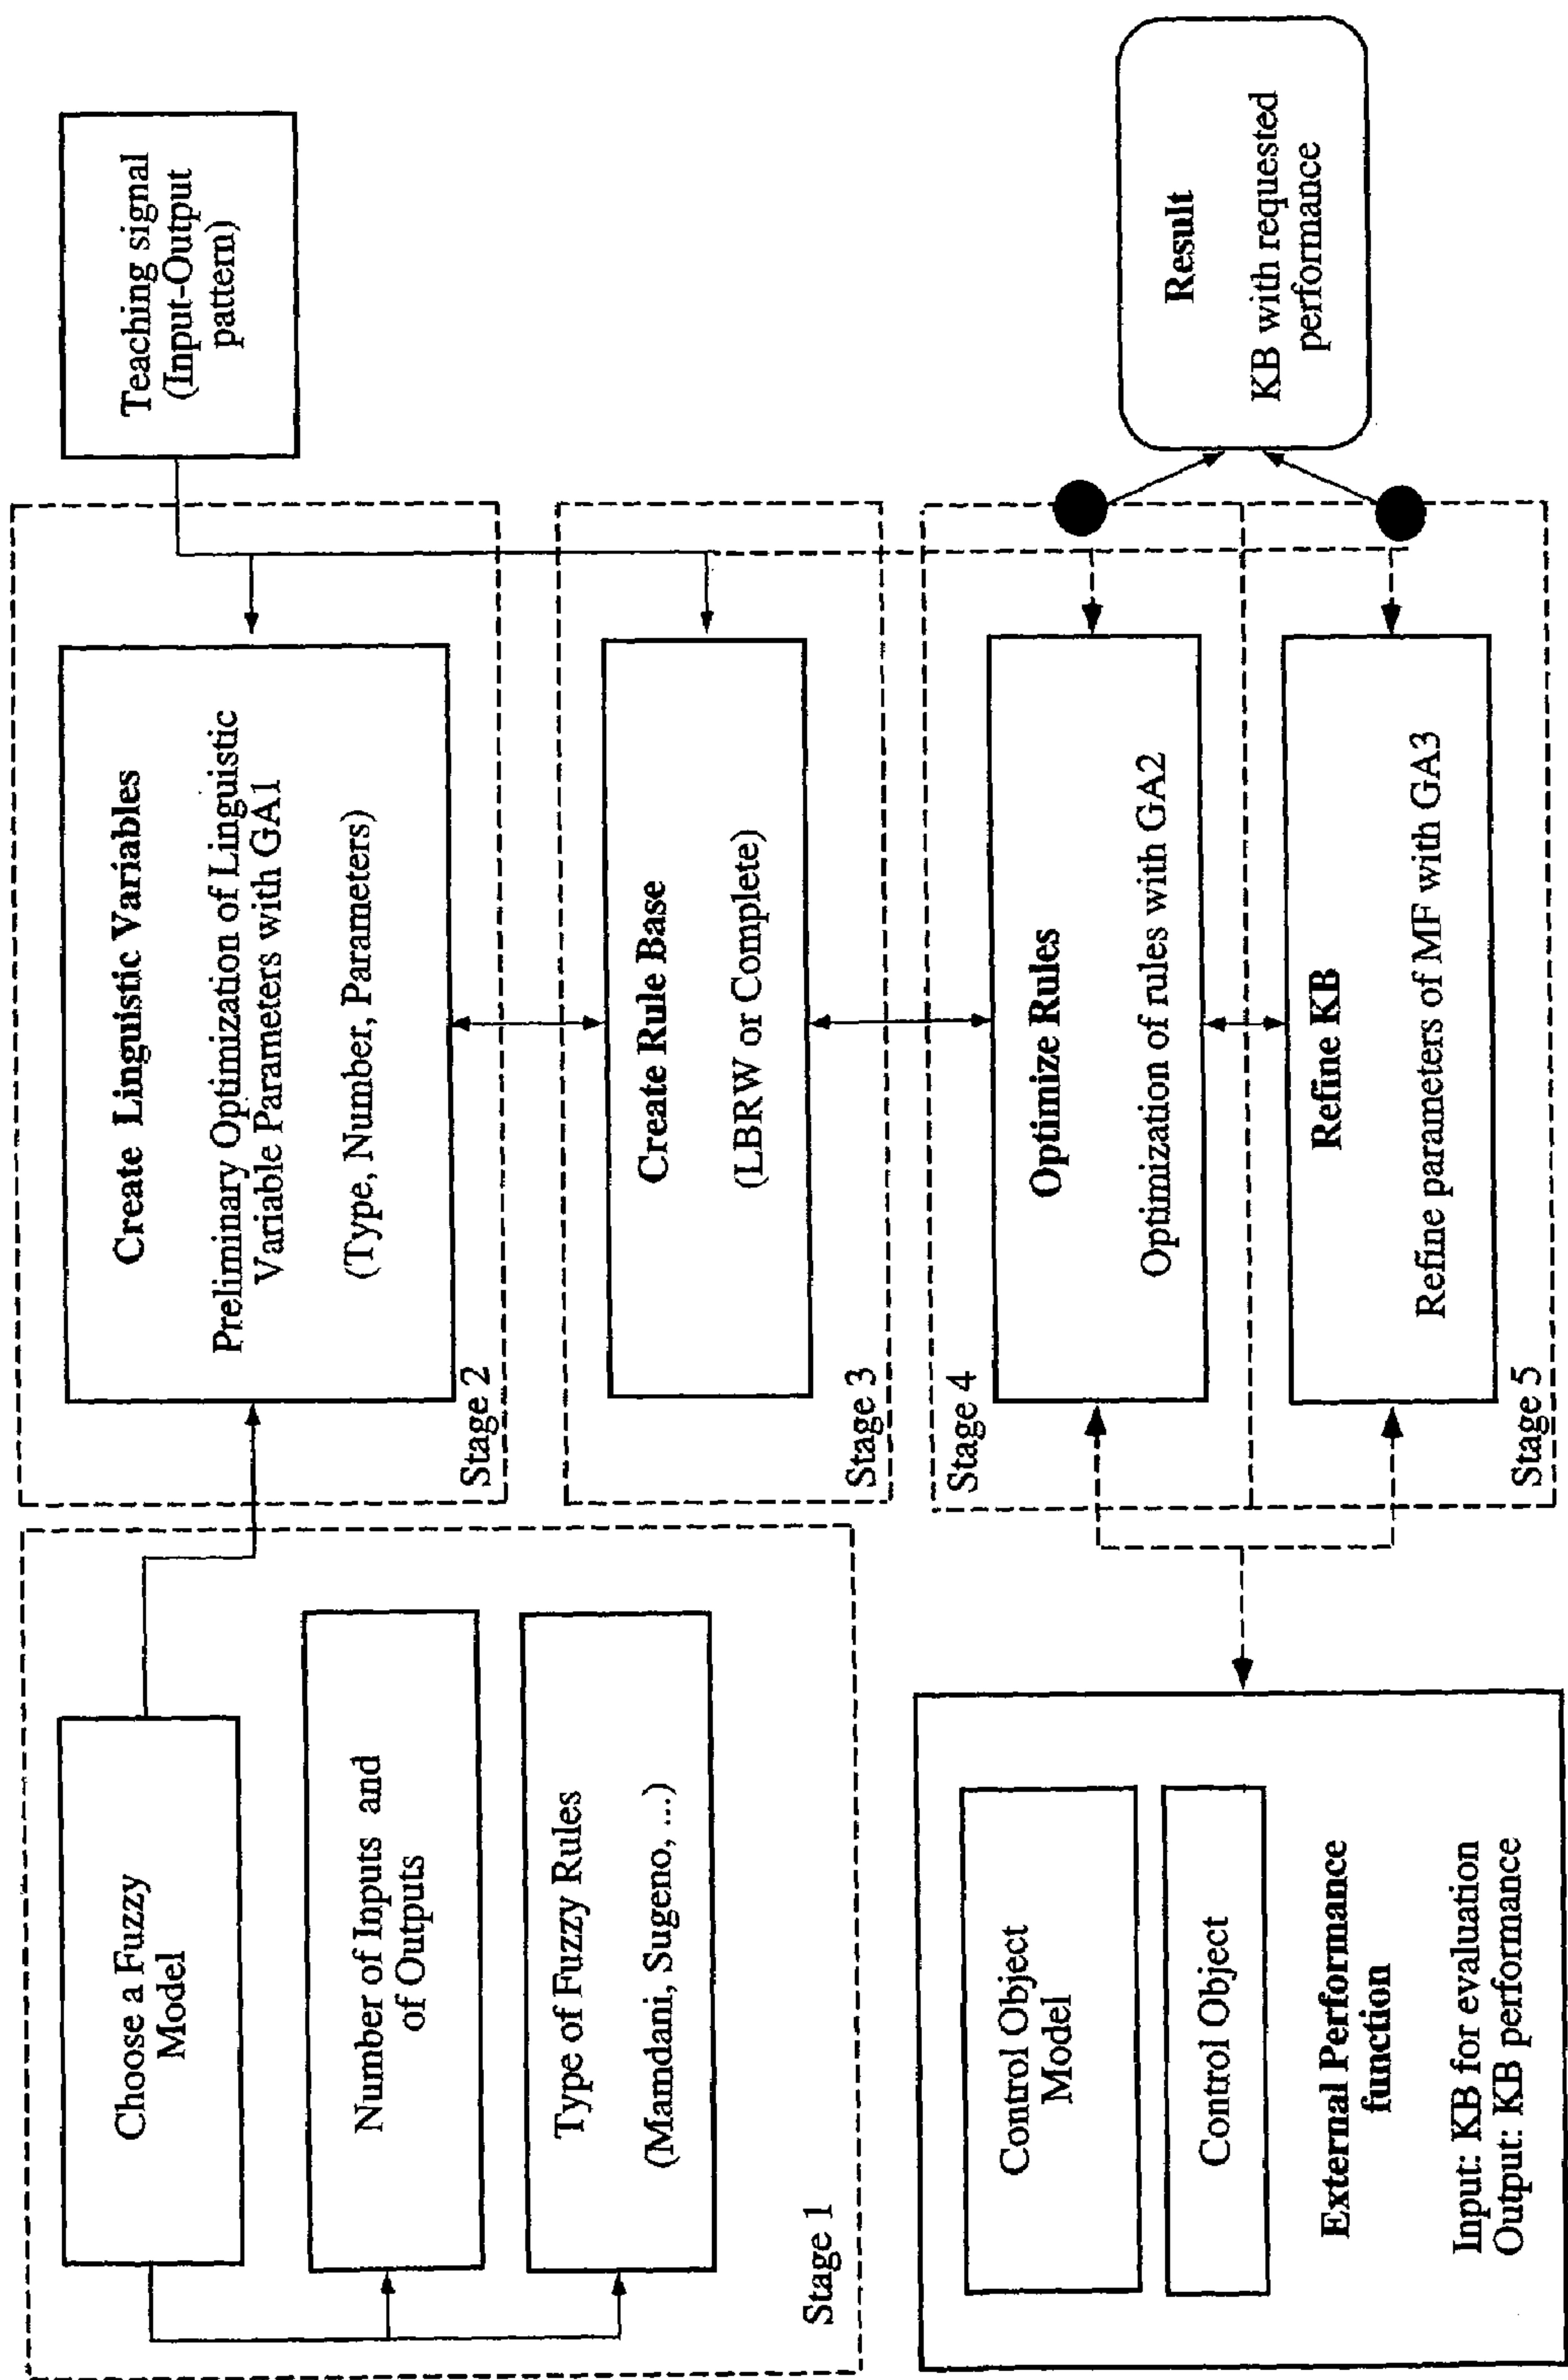 Choose a Fuzzy
Model
Number of Inputs and
of Outputs
Type of Fuzzy Rules
(Mamdani, Sugeno, ...)
Stage 1
Create Linguistic Variables
Preliminary Optimization of Linguistic
Variable Parameters with GA1
(Type, Number, Parameters)
Stage 2
Teaching signal
(Input-Output
pattern)
Create Rule Base
(LBRW or Complete)
Stage 3
Stage 4
Optimize Rules
Optimization of rules with GA2
Refine KB
Refine parameters of MF with GA3
Stage 5
Control Object
Model
Control Object
External Performance
function
Input: KB for evaluation
Output: KB performance
Result
KB with requested
performance